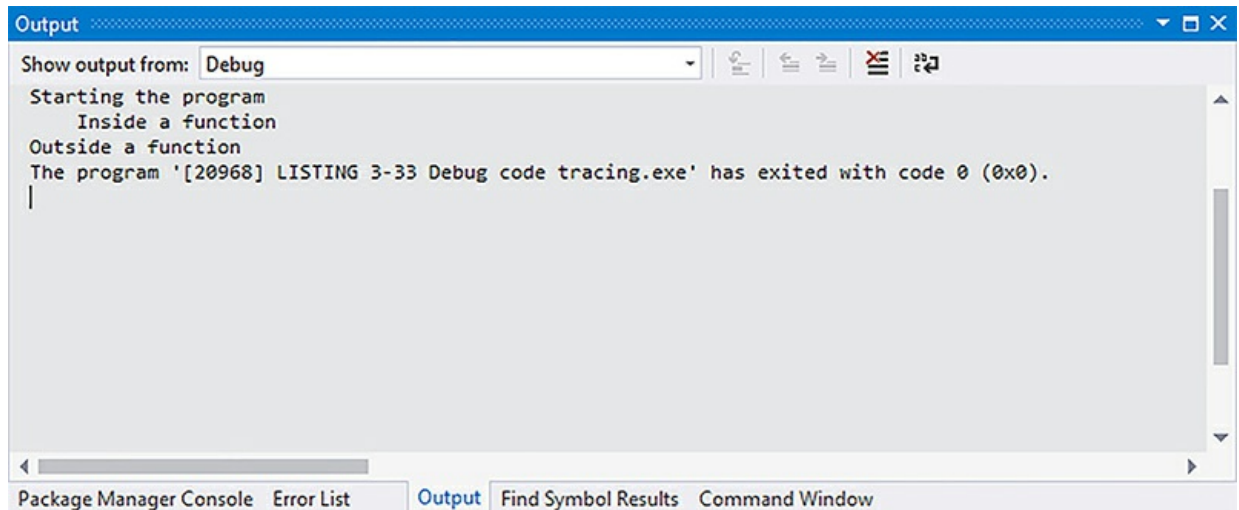 Output
Show output from: Debug
Starting the program
    Inside a function
Outside a function
The program '[20968] LISTING 3-33 Debug code tracing.exe' has exited with code 0 (0x0).
Package Manager Console Error List Output Find Symbol Results Command Window